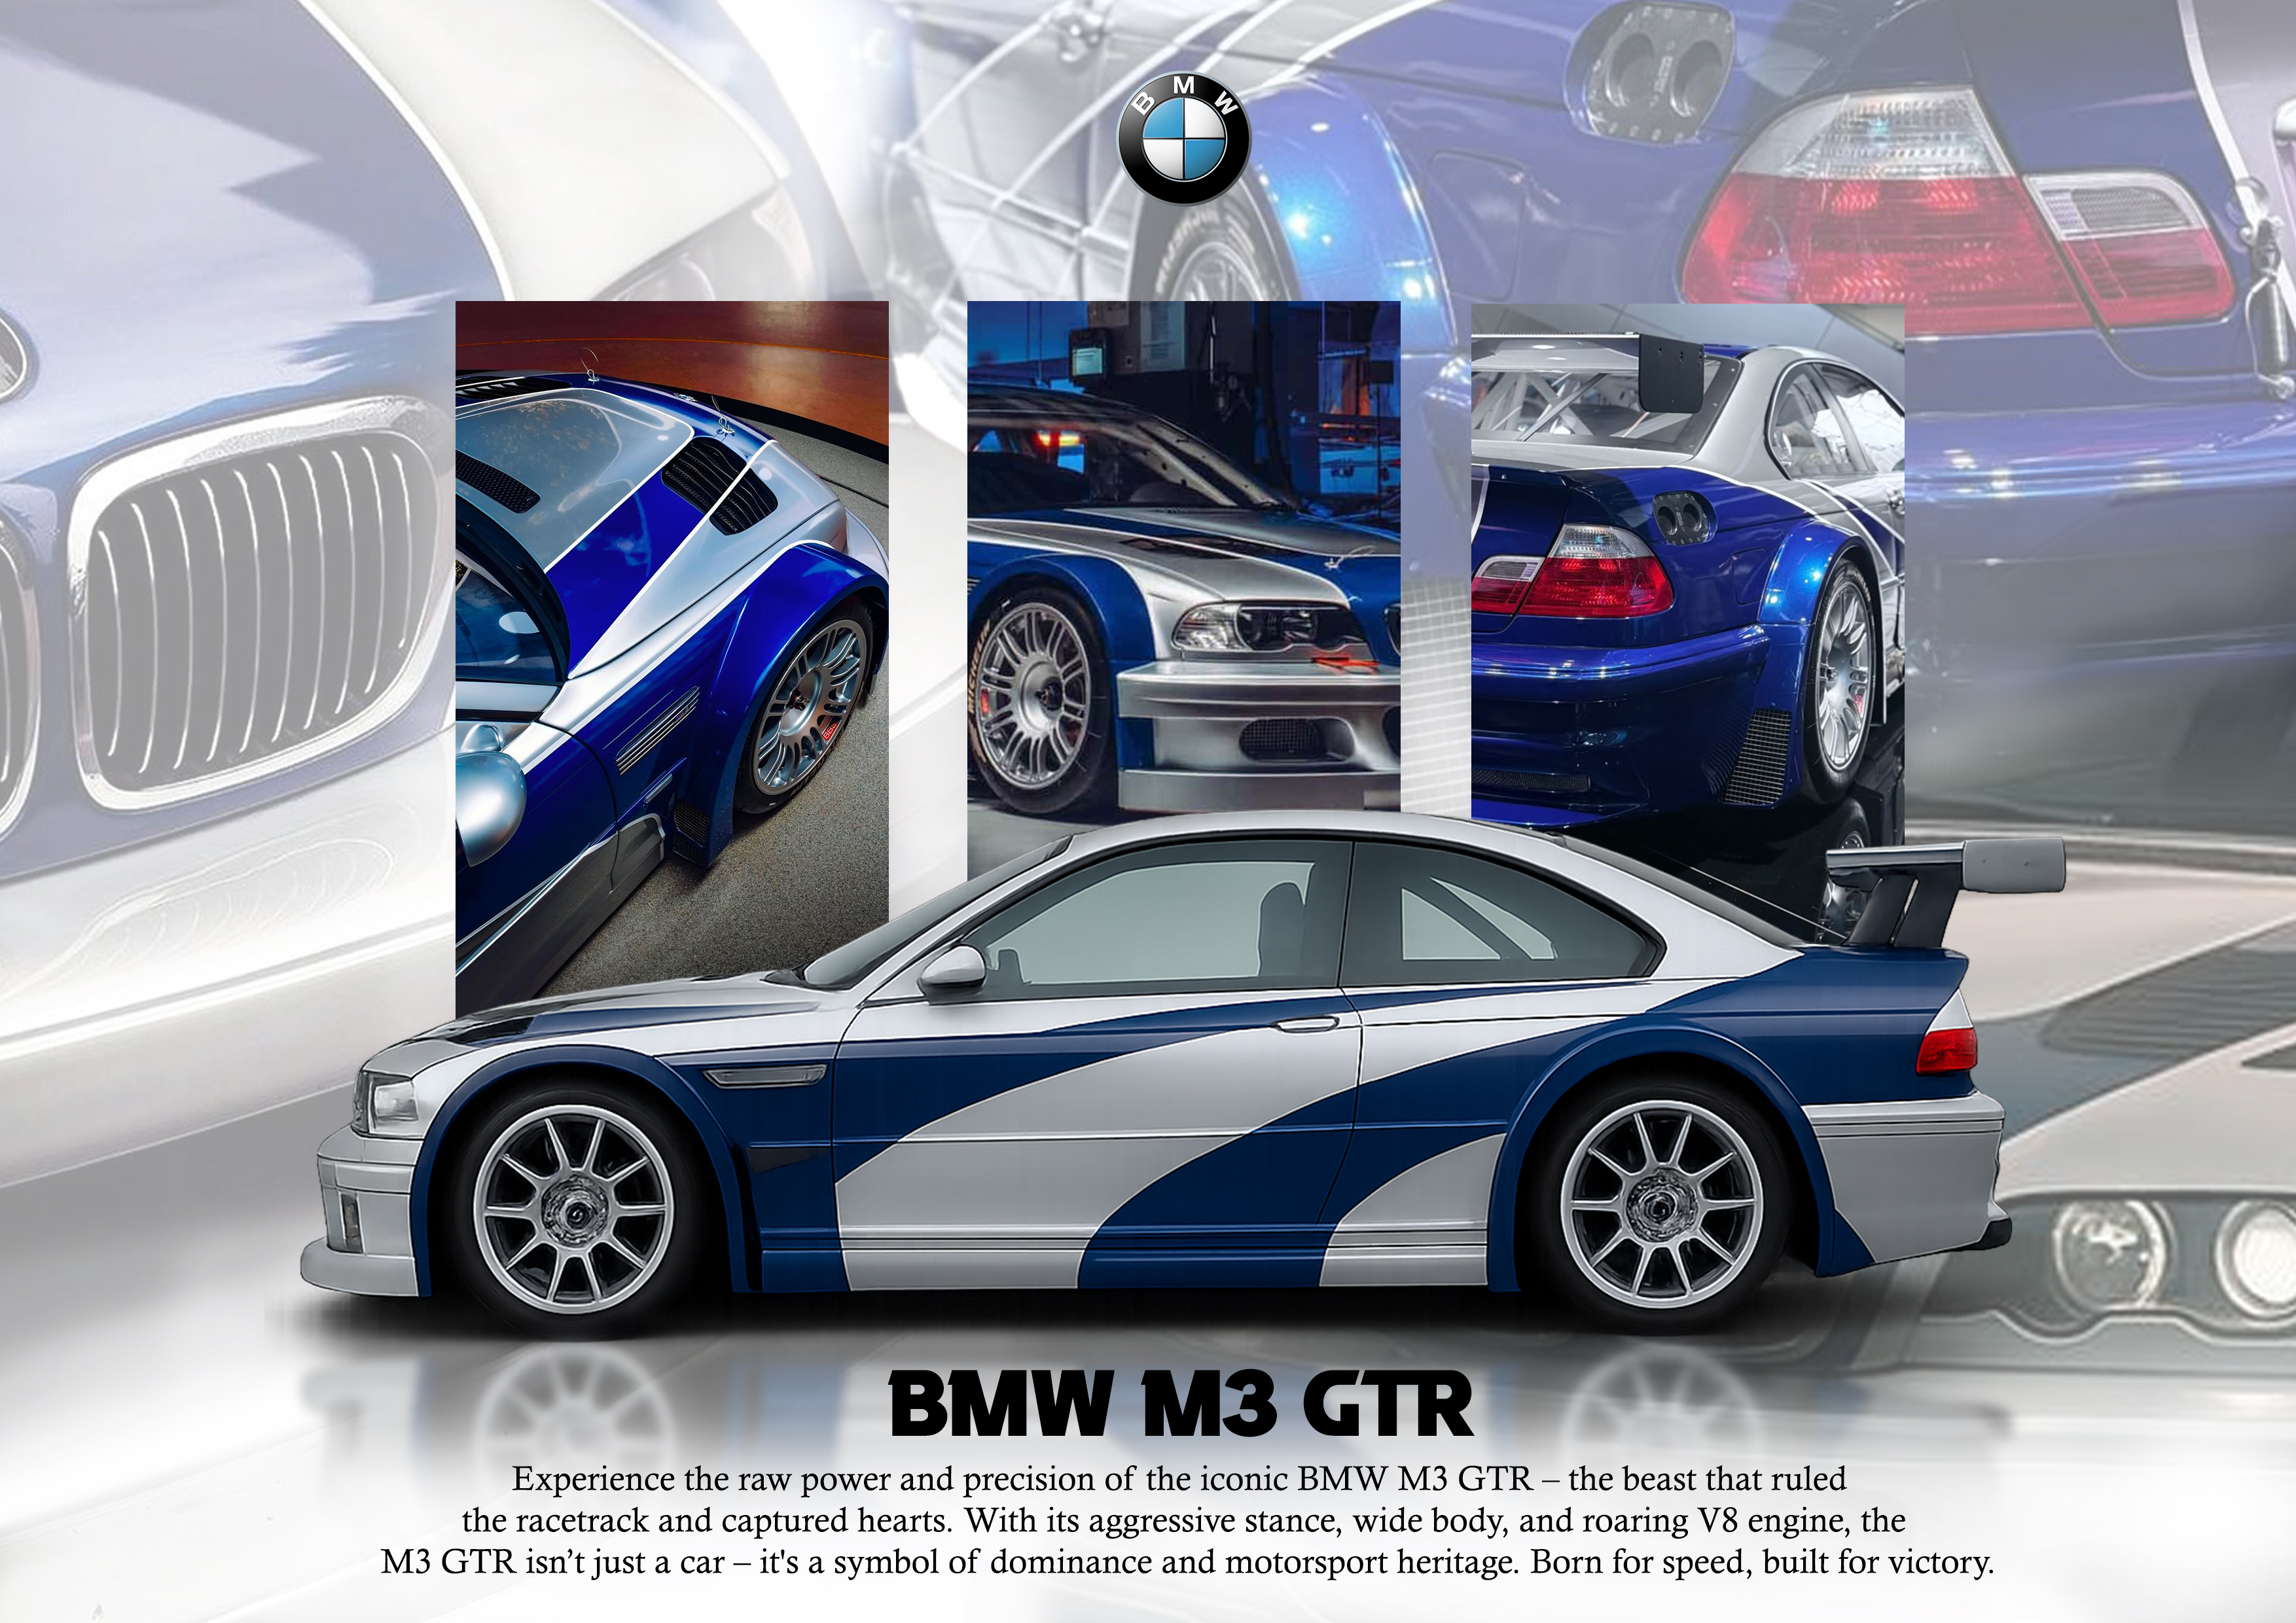 BMW
BMW M3 GTR
Experience the raw power and precision of the iconic BMW M3 GTR – the beast that ruled
the racetrack and captured hearts. With its aggressive stance, wide body, and roaring V8 engine, the
M3 GTR isn’t just a car – it's a symbol of dominance and motorsport heritage. Born for speed, built for victory.